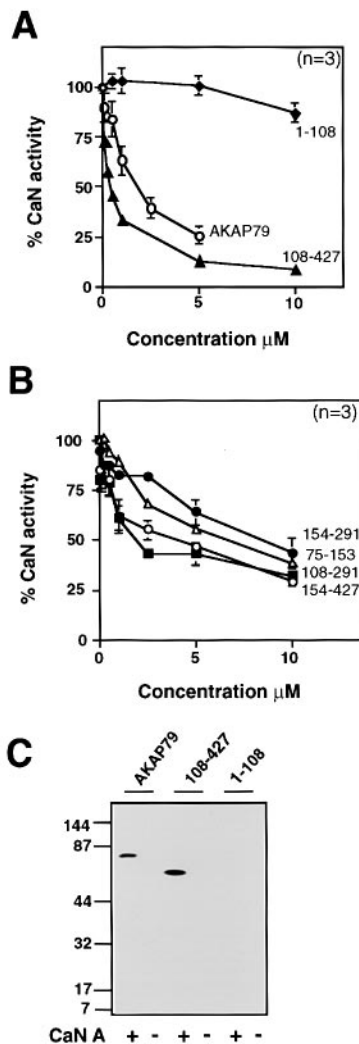 A
(n=3)
100
75
50
25
0
% CaN activity
1-108
AKAP79
108-427
0
5
10
Concentration μM
B
(n=3)
100
75
50
25
0
% CaN activity
154-291
75-153
108-291
154-427
0
5
10
Concentration μM
C
AKAP79
108-427
1-108
144
87
44
32
17
7
CaN A + - + - + -